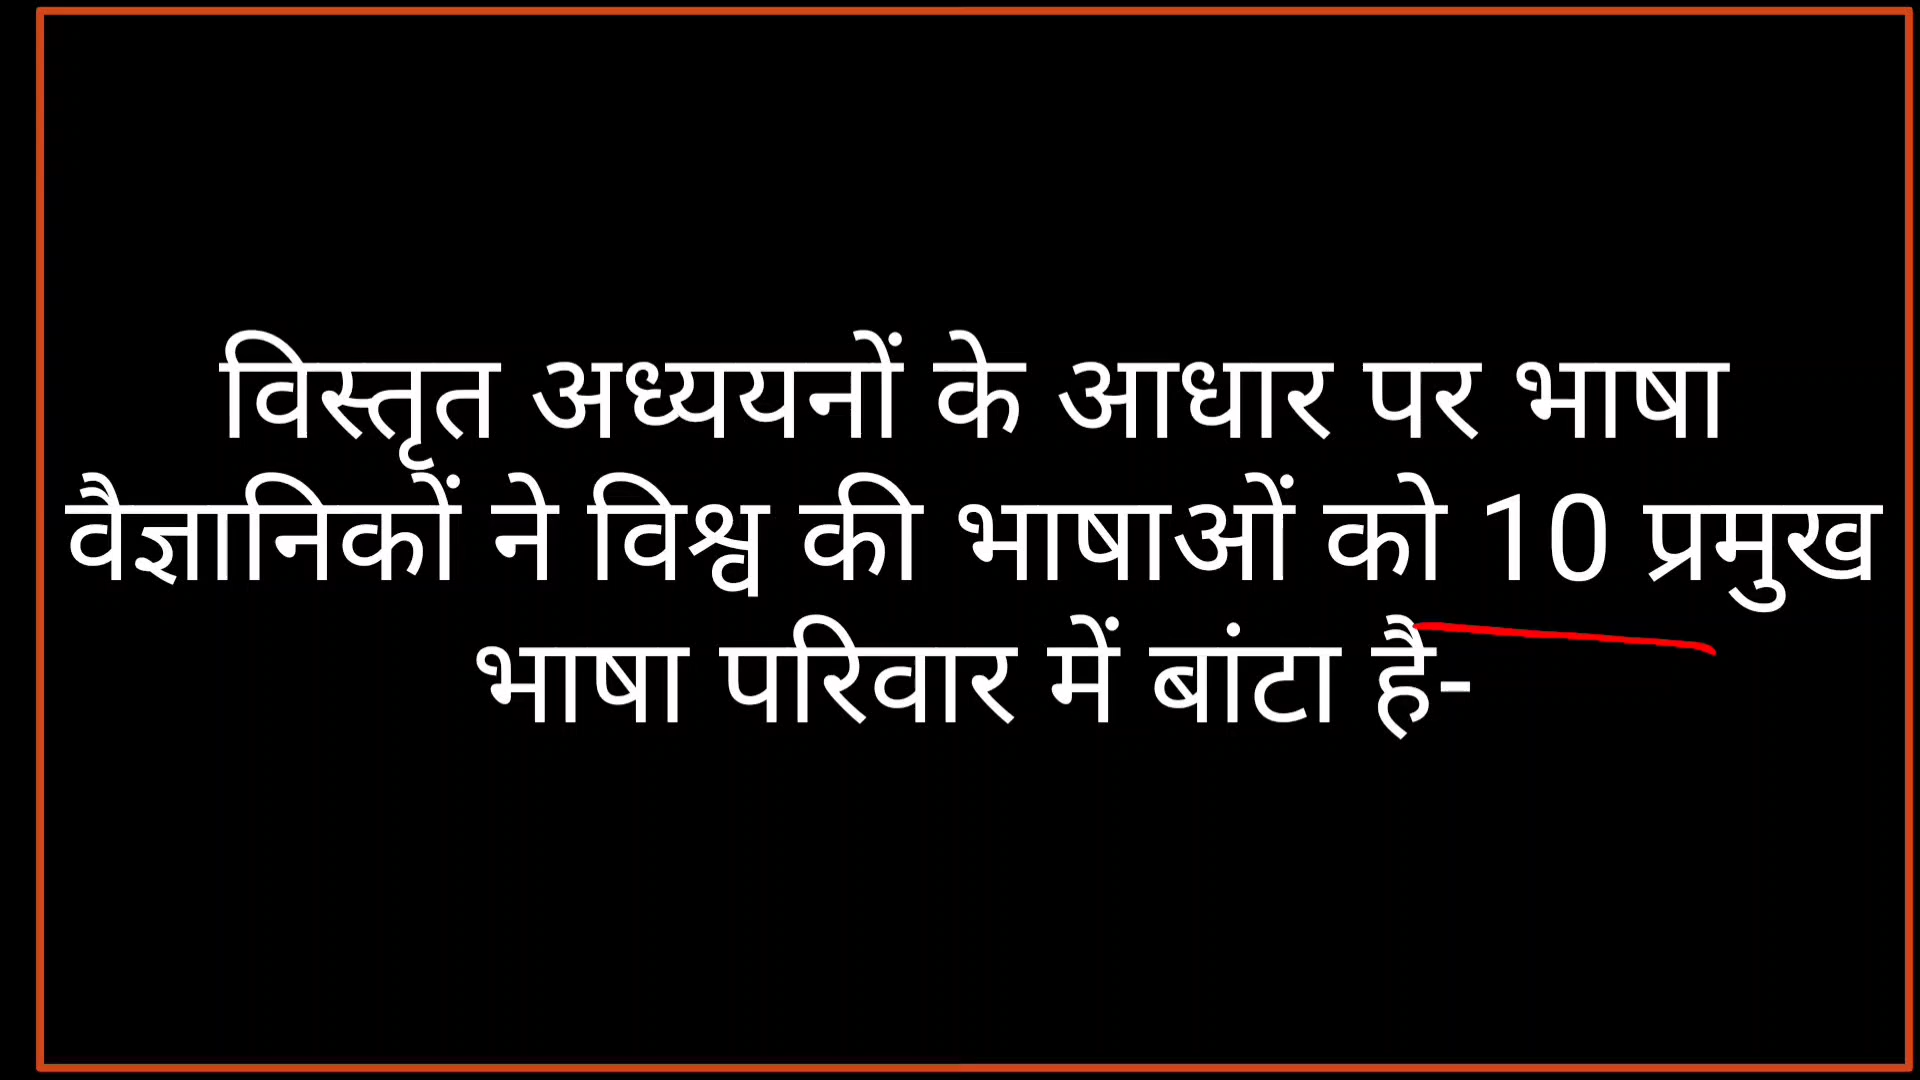 विस्तृत अध्ययनों के आधार पर भाषा
वैज्ञानिकों ने विश्व की भाषाओं को 10 प्रमुख
भाषा परिवार में बांटा है-